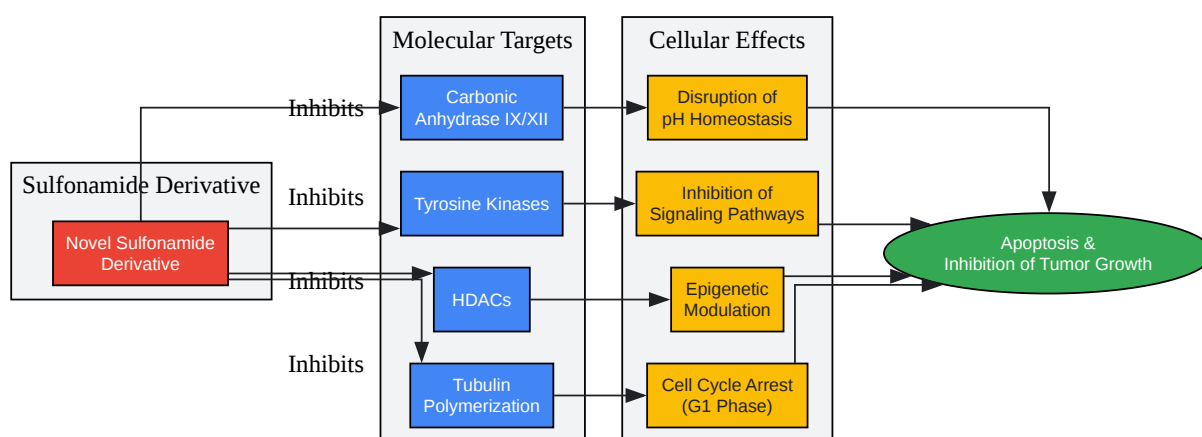 Molecular Targets
Cellular Effects
Inhibits
Carbonic
Anhydrase IX/XII
Disruption of
pH Homeostasis
Sulfonamide Derivative
Inhibits
Tyrosine Kinases
Inhibition of
Signaling Pathways
Novel Sulfonamide
Derivative
Apoptosis &
Inhibition of Tumor Growth
Inhibits
HDACs
Epigenetic
Modulation
Inhibits
Tubulin
Polymerization
Cell Cycle Arrest
(G1 Phase)